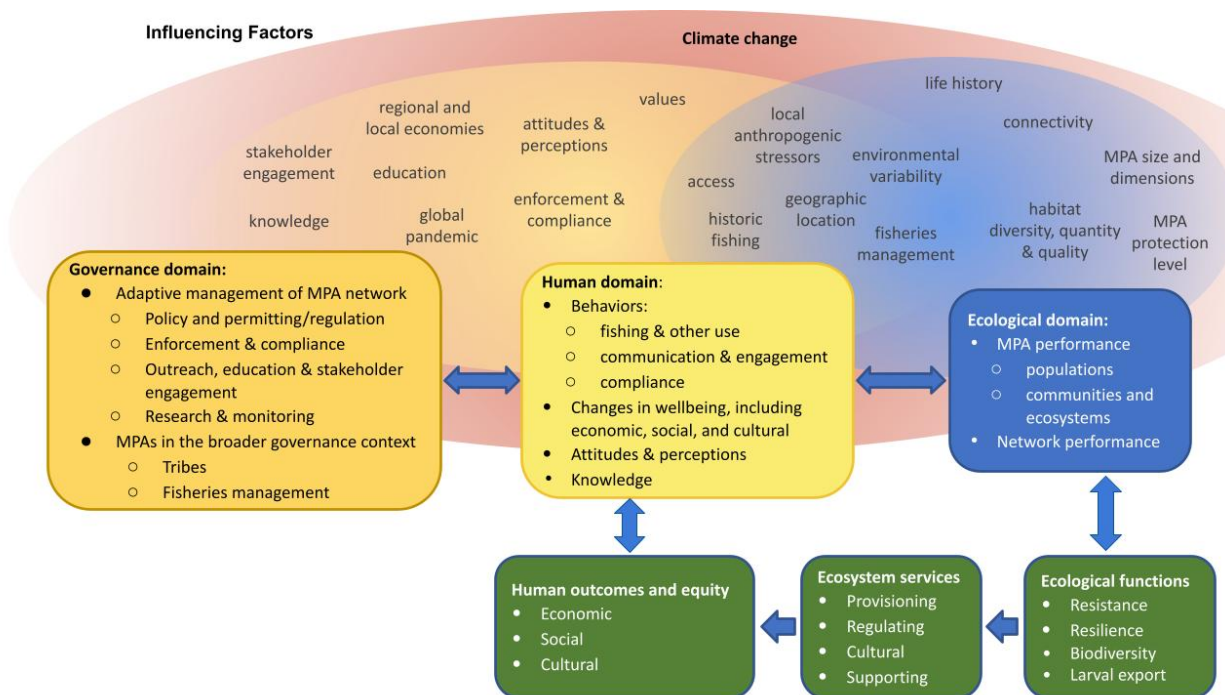 Influencing Factors
Climate change
life history
values
regional and
local economies
attitudes &
perceptions
local
anthropogenic
stressors
connectivity
stakeholder
engagement
education
environmental
variability
MPA size and
dimensions
access
enforcement &
compliance
geographic
location
knowledge
global
pandemic
historic
fishing
fisheries
management
habitat
diversity, quantity
& quality
MPA
protection
level
Governance domain:
● Adaptive management of MPA network
○ Policy and permitting/regulation
○ Enforcement & compliance
○ Outreach, education & stakeholder
engagement
○ Research & monitoring
● MPAs in the broader governance context
○ Tribes
○ Fisheries management
Human domain:
• Behaviors:
○ fishing & other use
○ communication & engagement
○ compliance
• Changes in wellbeing, including
economic, social, and cultural
• Attitudes & perceptions
• Knowledge
Ecological domain:
• MPA performance
○ populations
○ communities and
ecosystems
• Network performance
Human outcomes and equity
• Economic
• Social
• Cultural
Ecosystem services
• Provisioning
• Regulating
• Cultural
• Supporting
Ecological functions
• Resistance
• Resilience
• Biodiversity
• Larval export